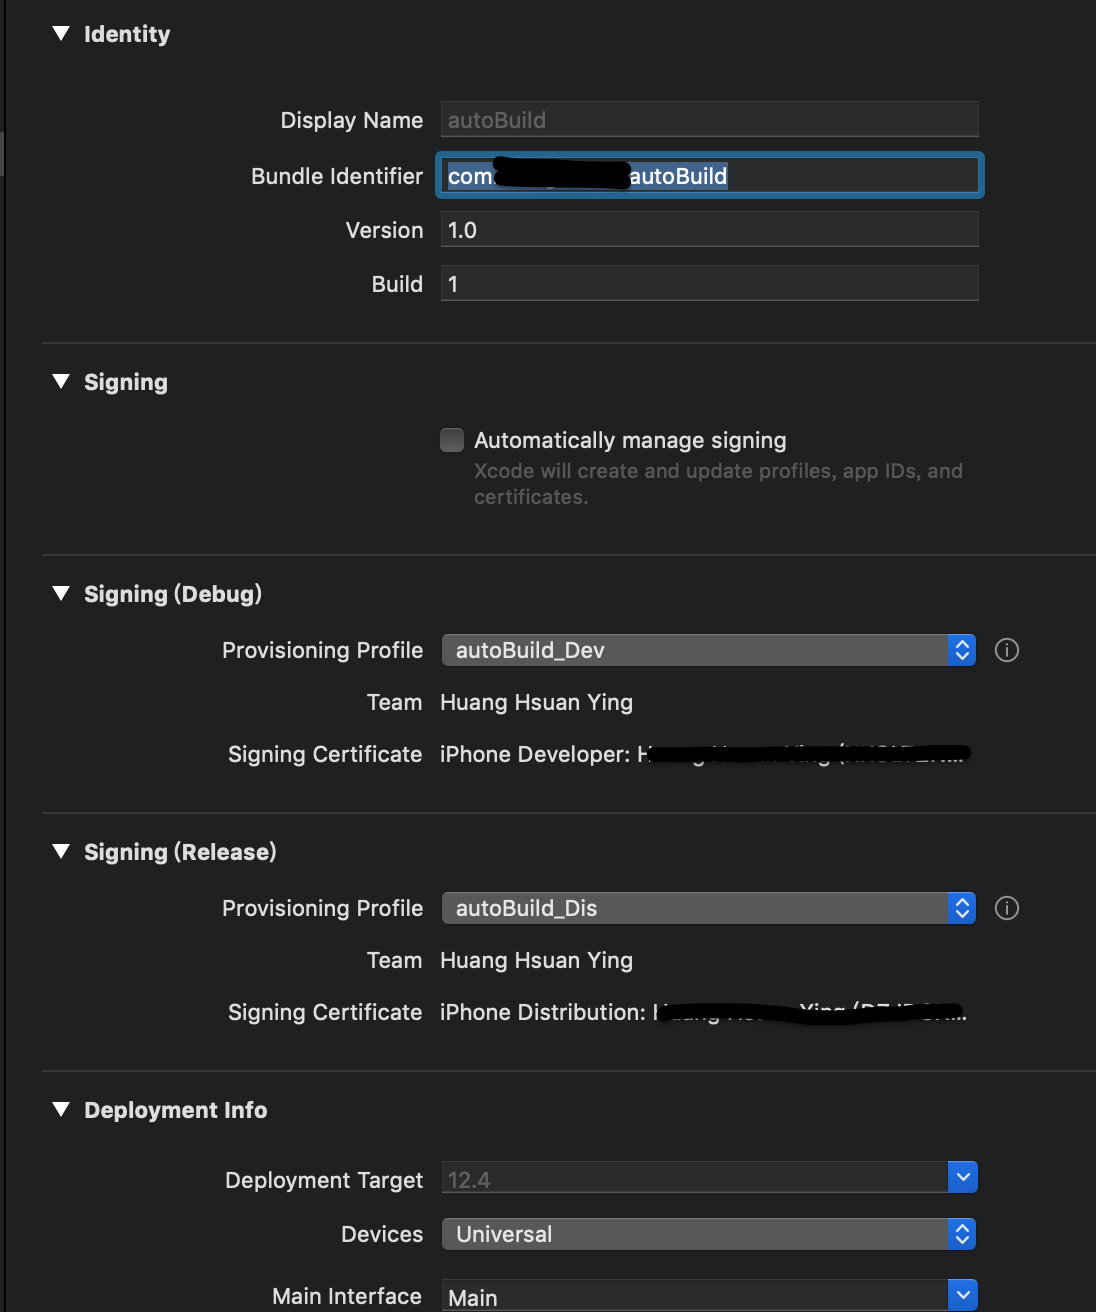 Identity
Display Name autoBuild
Bundle Identifier com. autoBuild
Version 1.0
Build 1
Signing
Automatically manage signing
Xcode will create and update profiles, app IDs, and
certificates.
Signing (Debug)
Provisioning Profile autoBuild_Dev
Team Huang Hsuan Ying
Signing Certificate iPhone Developer:
Signing (Release)
Provisioning Profile autoBuild_Dis
Team Huang Hsuan Ying
Signing Certificate iPhone Distribution:
Deployment Info
Deployment Target 12.4
Devices Universal
Main Interface Main